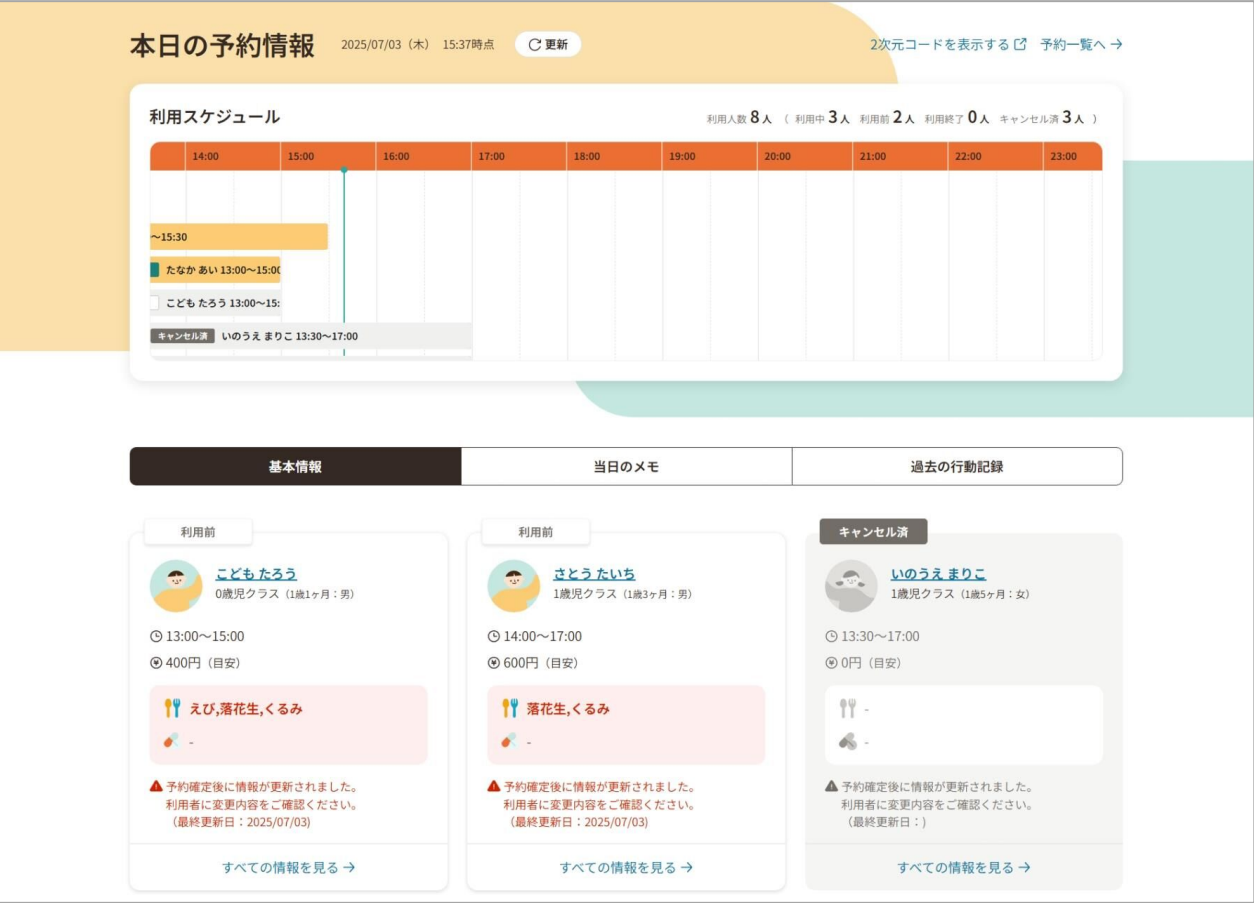 本日の予約情報 2025/07/03（木） 15:37時点 更新 2次元コードを表示する 予約一覧へ →
利用スケジュール 利用人数 8人 （ 利用中 3人 利用前 2人 利用終了 0人 キャンセル済 3人 ）
14:00 15:00 16:00 17:00 18:00 19:00 20:00 21:00 22:00 23:00
～15:30
たなか あい 13:00～15:00
こども たろう 13:00～15:
キャンセル済 いのうえ まりこ 13:30～17:00
基本情報 当日のメモ 過去の行動記録
利用前
こども たろう
0歳児クラス（1歳1ヶ月：男）
13:00～15:00
400円（目安）
えび,落花生,くるみ
-
予約確定後に情報が更新されました。
利用者に変更内容をご確認ください。
（最終更新日：2025/07/03)
すべての情報を見る →
利用前
さとう たいち
1歳児クラス（1歳3ヶ月：男）
14:00～17:00
600円（目安）
落花生,くるみ
-
予約確定後に情報が更新されました。
利用者に変更内容をご確認ください。
（最終更新日：2025/07/03)
すべての情報を見る →
キャンセル済
いのうえ まりこ
1歳児クラス（1歳5ヶ月：女）
13:30～17:00
0円（目安）
-
-
予約確定後に情報が更新されました。
利用者に変更内容をご確認ください。
（最終更新日：)
すべての情報を見る →